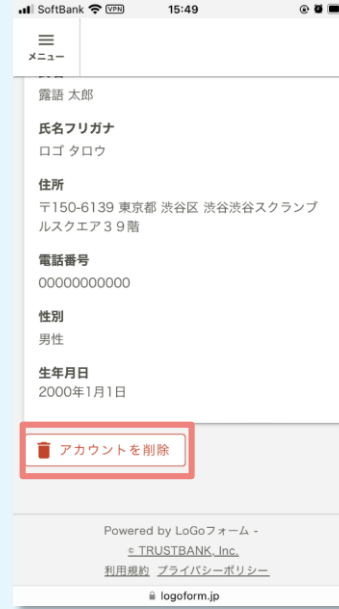 SoftBank VPN 15:49
メニュー
露語 太郎
氏名フリガナ
ロゴ タロウ
住所
〒150-6139 東京都 渋谷区 渋谷渋谷スクランブ
ルスクエア３９階
電話番号
00000000000
性別
男性
生年月日
2000年1月1日
アカウントを削除
Powered by LoGoフォーム -
© TRUSTBANK, Inc.
利用規約 プライバシーポリシー
logoform.jp